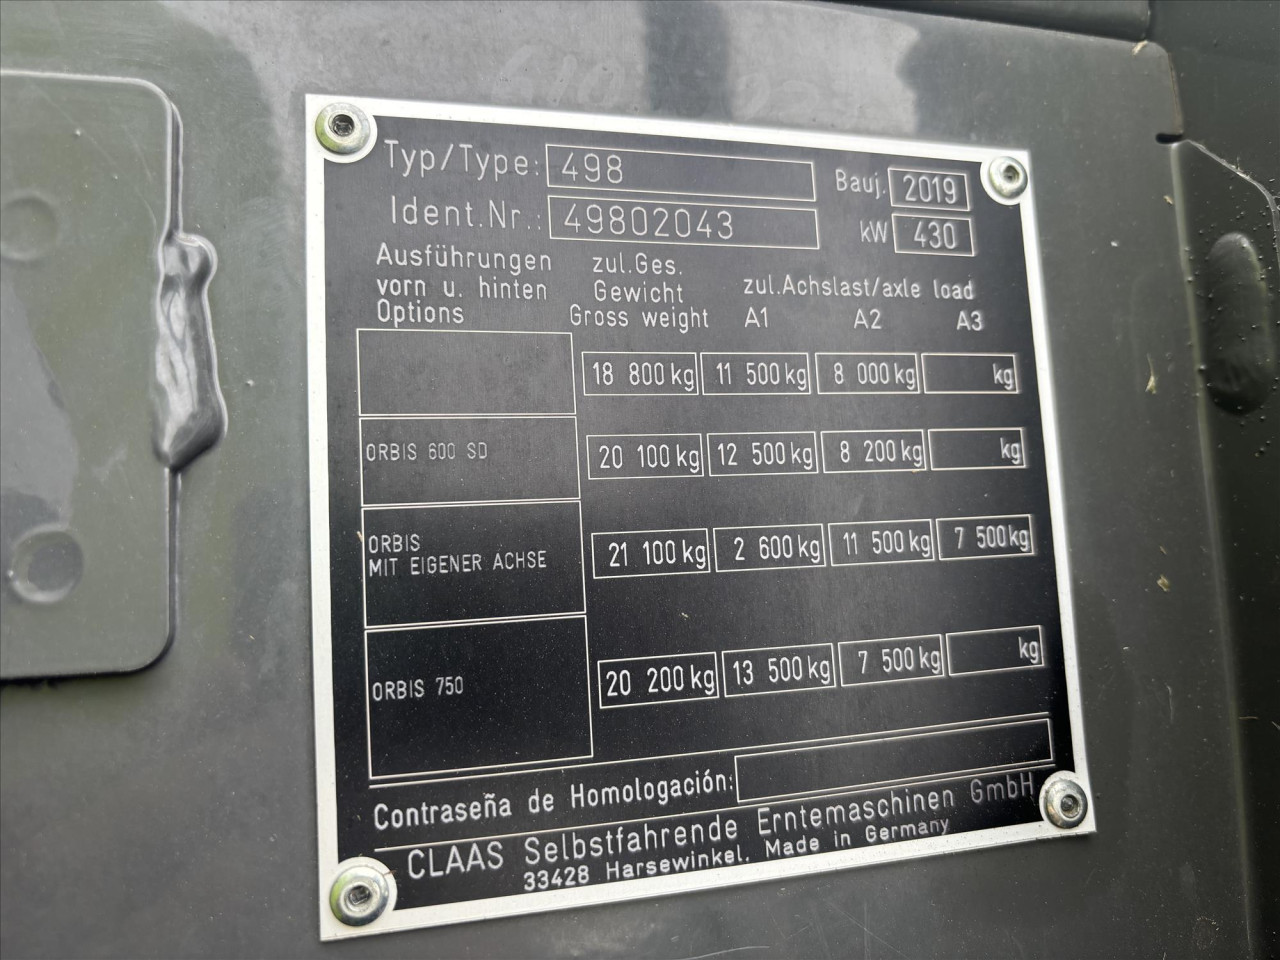 Typ/Type: 498 Bauj. 2019
Ident.Nr.: 49802043 kW 430
Ausführungen vorn u. hinten Options
zul.Ges. Gewicht Gross weight
zul.Achslast/axle load
A1 A2 A3
18 800 kg 11 500 kg 8 000 kg kg
ORBIS 600 SD 20 100 kg 12 500 kg 8 200 kg kg
ORBIS
MIT EIGENER ACHSE 21 100 kg 2 600 kg 11 500 kg 7 500 kg
ORBIS 750 20 200 kg 13 500 kg 7 500 kg kg
Contraseña de Homologación:
CLAAS Selbstfahrende Erntemaschinen GmbH
33428 Harsewinkel. Made in Germany